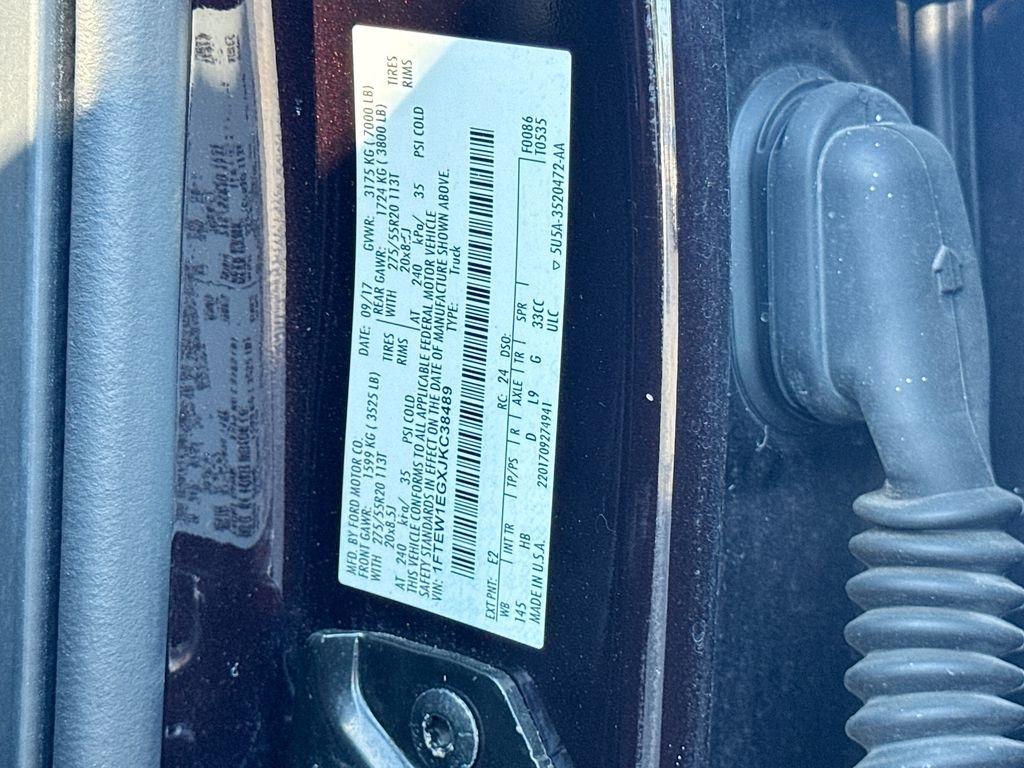 MFD. BY FORD MOTOR CO. DATE: 09/17 GVWR: 3175 KG ( 7000 LB)
FRONT GAWR: 1599 KG ( 3525 LB) REAR GAWR: 1724 KG ( 3800 LB)
WITH 275/55R20 113T TIRES WITH 275/55R20 113T TIRES
20x8.5J RIMS 20x8.5J RIMS
AT 240 kPa/ 35 PSI COLD AT 240 kPa/ 35 PSI COLD
THIS VEHICLE CONFORMS TO ALL APPLICABLE FEDERAL MOTOR VEHICLE
SAFETY STANDARDS IN EFFECT ON THE DATE OF MANUFACTURE SHOWN ABOVE.
VIN: 1FTEW1EGXJKC38489 TYPE: Truck
EXT PNT: E2 RC: 24 DSO: F0086
WB INT TR TP/PS R AXLE TR SPR T0535
145 HB D L9 G 33CC
MADE IN U.S.A. 2201709274941 ULC ▽ 5U5A-3520472-AA